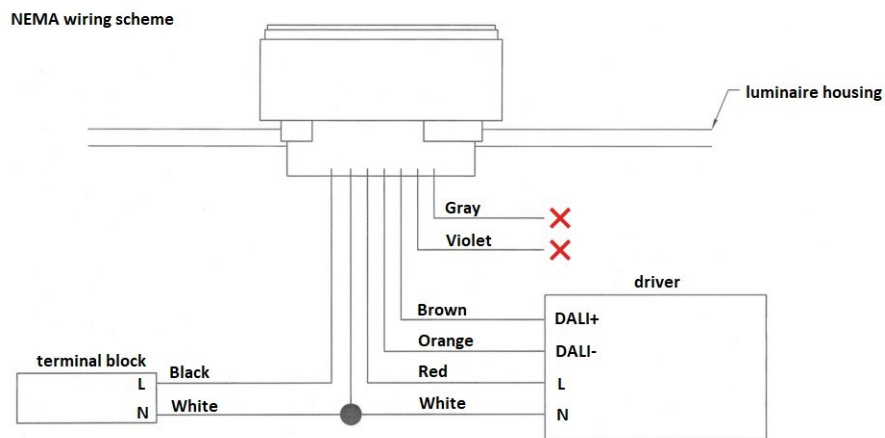 NEMA wiring scheme
luminaire housing
Gray
Violet
driver
Brown
DALI+
Orange
DALI-
terminal block
L
Black
Red
L
N
White
White
N